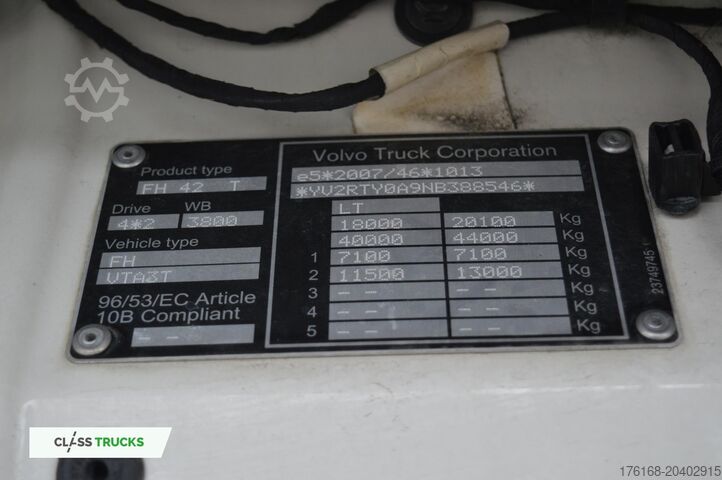 Volvo Truck Corporation
Product type
FH 42 T
Drive WB
4*2 3800
Vehicle type
FH
VTA3T
96/53/EC Article
10B Compliant
- -
e5*2007/46*1013
*YV2RTY0A9NB388546*
LT
18000 20100 Kg
40000 44000 Kg
1 7100 7100 Kg
2 11500 13000 Kg
3 - - - - Kg
4 - - - - Kg
5 - - - - Kg
23749745
CLASS TRUCKS
176168-20402915